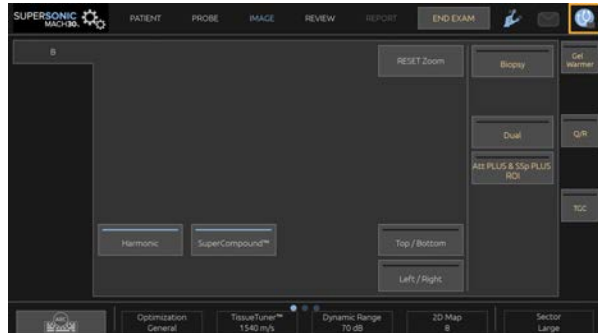 SUPERSONIC
MACH30
PATIENT
PROBE
IMAGE
REVIEW
REPORT
END EXAM
B
RESET Zoom
Biopsy
Gel
Warmer
Dual
Q/R
Att PLUS & SSp PLUS
ROI
TGC
Harmonic
SuperCompound™
Top / Bottom
Left / Right
Optimization
General
TissueTuner™
1540 m/s
Dynamic Range
70 dB
2D Map
8
Sector
Large